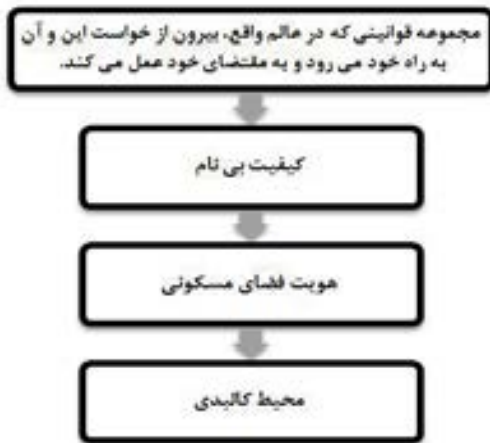 مجموعه قوانینی که در عالم واقع، بیرون از خواست این و آن
به راه خود می رود و به مقتضای خود عمل می کند.
کیفیت بی نام
هویت فضای مسکونی
محیط کالبدی